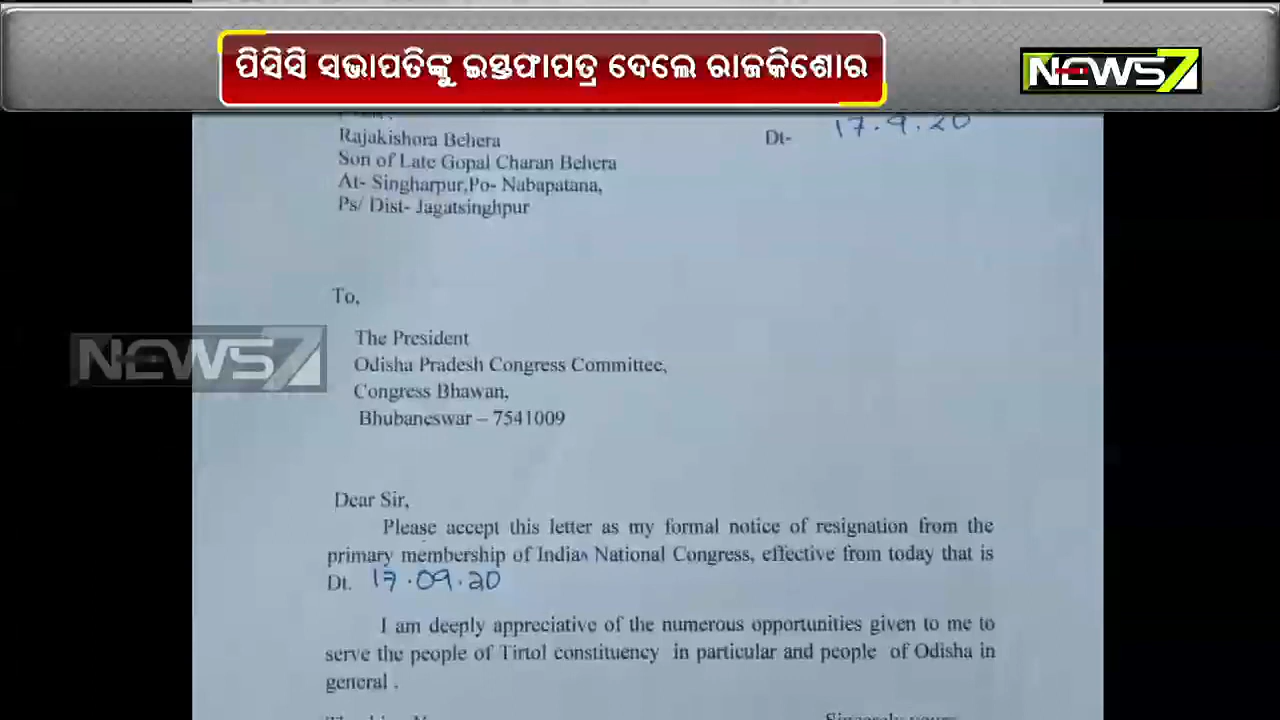 ପିସିସି ସଭାପତିଙ୍କୁ ଇସ୍ତଫାପତ୍ର ଦେଲେ ରାଜକିଶୋର
NEWS7
Rajakishora Behera
Dt- 17.9.20
Son of Late Gopal Charan Behera
At- Singharpur,Po- Nabapatana,
Ps/ Dist- Jagatsinghpur
To,
The President
NEWS7
Odisha Pradesh Congress Committee,
Congress Bhawan,
Bhubaneswar – 7541009
Dear Sir,
Please accept this letter as my formal notice of resignation from the
primary membership of Indian National Congress, effective from today that is
Dt. 17.09.20
I am deeply appreciative of the numerous opportunities given to me to
serve the people of Tirtol constituency in particular and people of Odisha in
general .